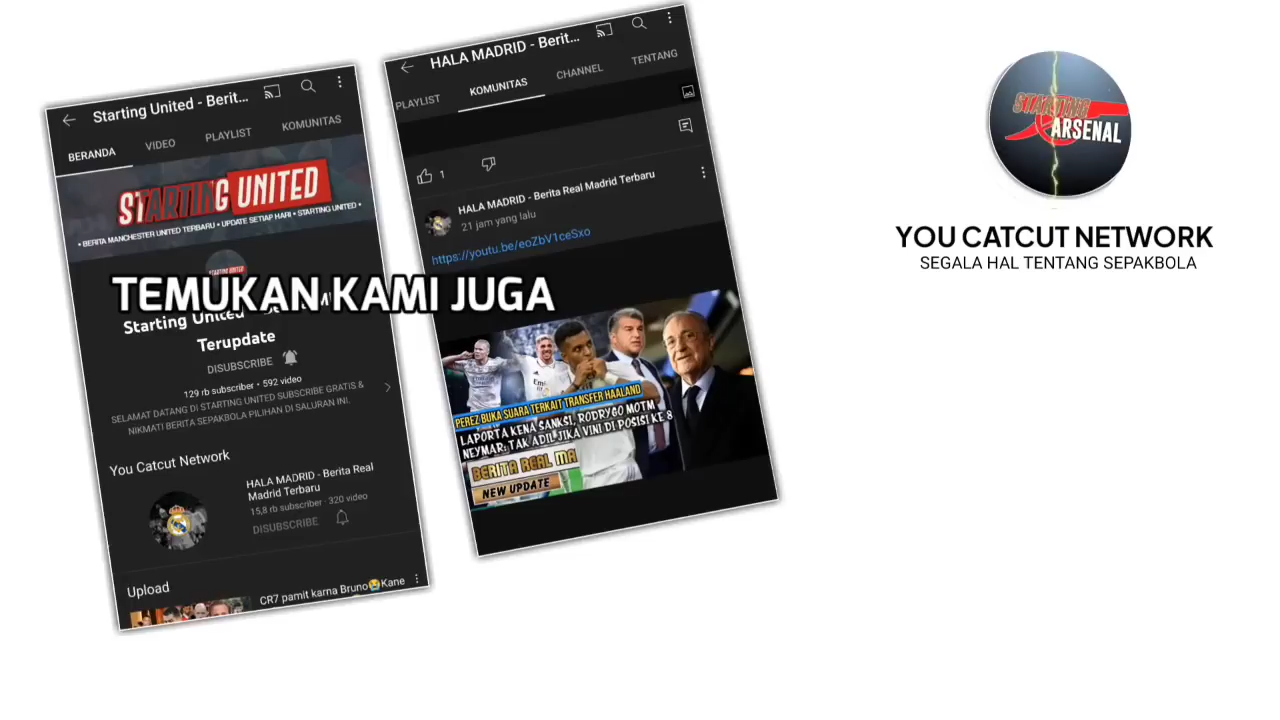 Starting United - Berit...
BERANDA VIDEO PLAYLIST KOMUNITAS
STARTING UNITED
• BERITA MANCHESTER UNITED TERBARU • UPDATE SETIAP HARI • STARTING UNITED •
STARTING UNITED
TEMUKAN KAMI JUGA
Starting United
Terupdate
DISUBSCRIBE
129 rb subscriber • 592 video
SELAMAT DATANG DI STARTING UNITED SUBSCRIBE GRATIS &
NIKMATI BERITA SEPAKBOLA PILIHAN DI SALURAN INI.
You Catcut Network
HALA MADRID - Berita Real
Madrid Terbaru
15,8 rb subscriber · 320 video
DISUBSCRIBE
Upload
CR7 pamit karna Bruno😭Kane
HALA MADRID - Berit...
PLAYLIST KOMUNITAS CHANNEL TENTANG
1
HALA MADRID - Berita Real Madrid Terbaru
21 jam yang lalu
https://youtu.be/eoZbV1ceSxo
PEREZ BUKA SUARA TERKAIT TRANSFER HAALAND
LAPORTA KENA SANKSI, RODRYGO MOTM
NEYMAR: TAK ADIL JIKA VINI DI POSISI KE 8
BERITA REAL MA
NEW UPDATE
STARTING
ARSENAL
YOU CATCUT NETWORK
SEGALA HAL TENTANG SEPAKBOLA